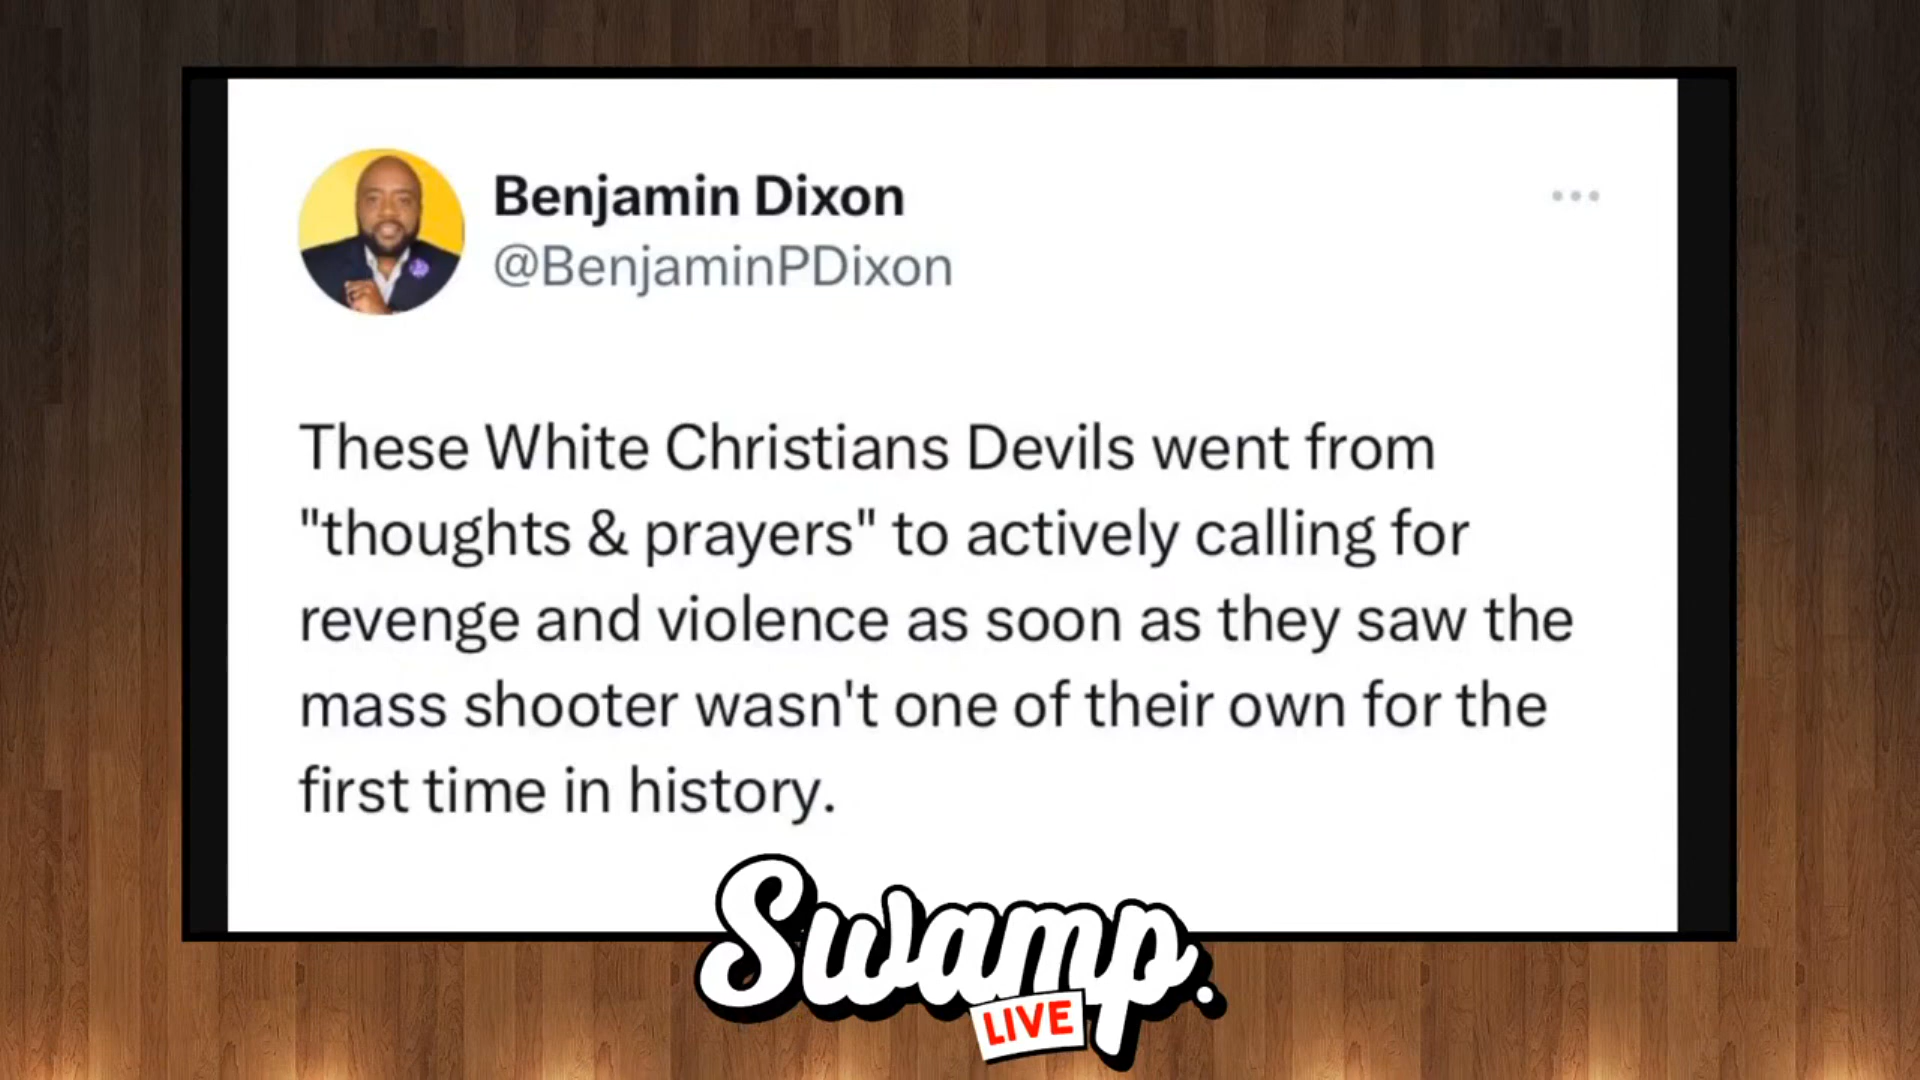 Benjamin Dixon
@BenjaminPDixon
These White Christians Devils went from
"thoughts & prayers" to actively calling for
revenge and violence as soon as they saw the
mass shooter wasn't one of their own for the
first time in history.
Swamp.
LIVE